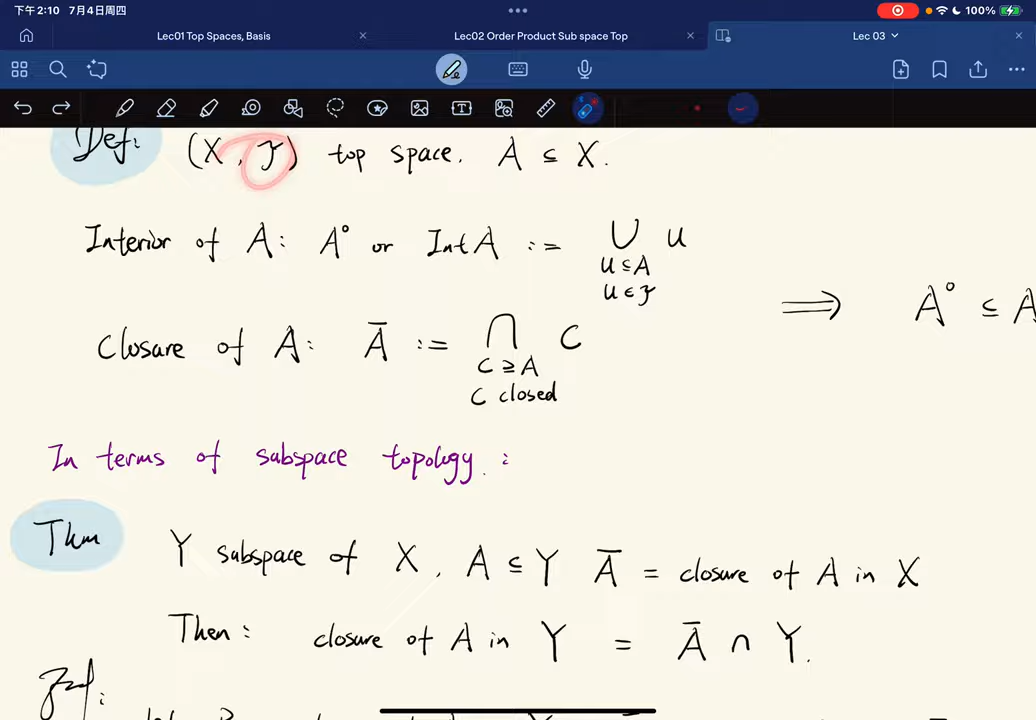 下午2:10 7月4日周四
100%
Lec01 Top Spaces, Basis
Lec02 Order Product Sub space Top
Lec 03
Def: (X, 𝒯) top space. A ⊆ X.
Interior of A: A° or Int A := ∪ U
U ⊆ A
U ∈ 𝒯
⟹ A° ⊆ A
Closure of A: Ā := ∩ C
C ⊇ A
C closed
In terms of subspace topology :
Thm Y subspace of X, A ⊆ Y Ā = closure of A in X
Then: closure of A in Y = Ā ∩ Y.